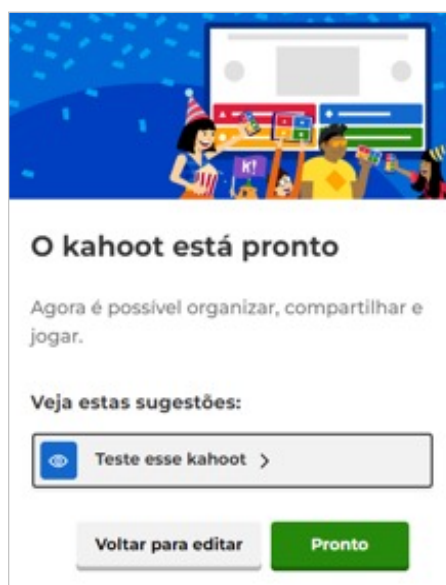 K!
O kahoot está pronto
Agora é possível organizar, compartilhar e
jogar.
Veja estas sugestões:
Teste esse kahoot >
Voltar para editar
Pronto